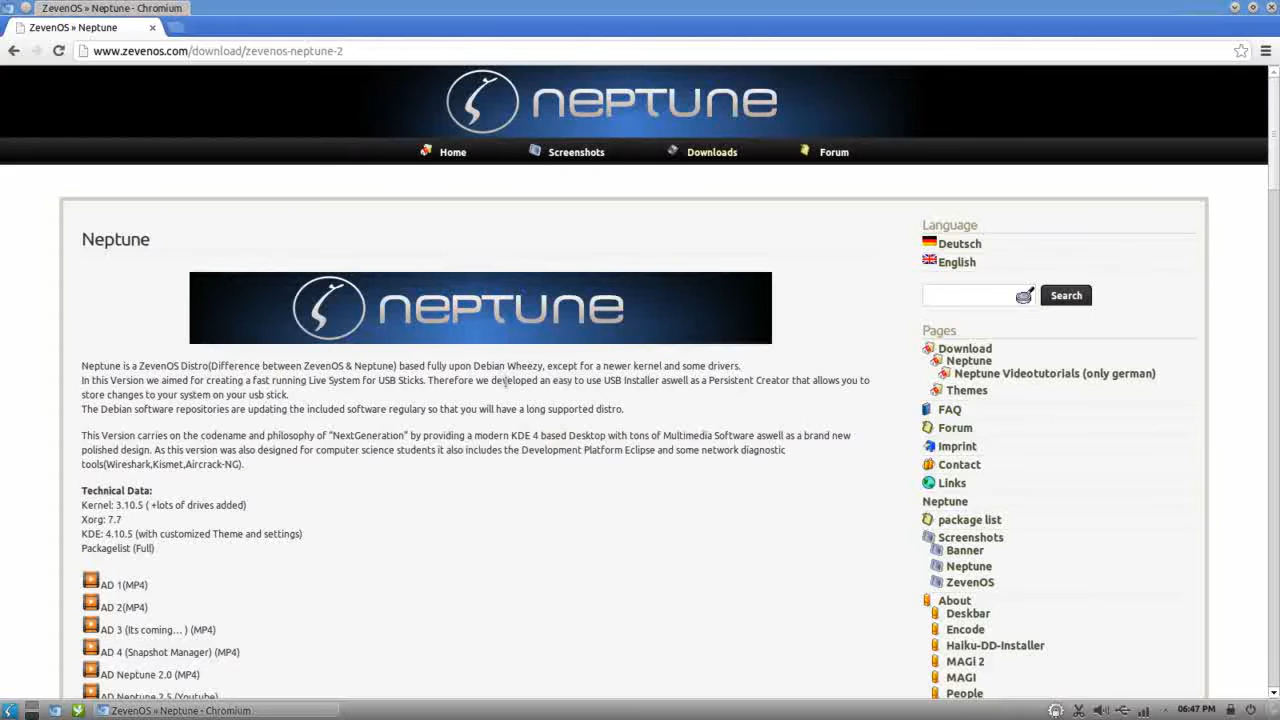 ZevenOS » Neptune - Chromium
ZevenOS » Neptune
www.zevenos.com/download/zevenos-neptune-2
NEPTUNE
Home
Screenshots
Downloads
Forum
Neptune
NEPTUNE
Neptune is a ZevenOS Distro(Difference between ZevenOS & Neptune) based fully upon Debian Wheezy, except for a newer kernel and some drivers.
In this Version we aimed for creating a fast running Live System for USB Sticks. Therefore we developed an easy to use USB Installer aswell as a Persistent Creator that allows you to
store changes to your system on your usb stick.
The Debian software repositories are updating the included software regulary so that you will have a long supported distro.
This Version carries on the codename and philosophy of "NextGeneration" by providing a modern KDE 4 based Desktop with tons of Multimedia Software aswell as a brand new
polished design. As this version was also designed for computer science students it also includes the Development Platform Eclipse and some network diagnostic
tools(Wireshark,Kismet,Aircrack-NG).
Technical Data:
Kernel: 3.10.5 ( +lots of drives added)
Xorg: 7.7
KDE: 4.10.5 (with customized Theme and settings)
Packagelist (Full)
AD 1(MP4)
AD 2(MP4)
AD 3 (Its coming... ) (MP4)
AD 4 (Snapshot Manager) (MP4)
AD Neptune 2.0 (MP4)
AD Neptune 2.5 (Youtube)
Language
Deutsch
English
Search
Pages
Download
Neptune
Neptune Videotutorials (only german)
Themes
FAQ
Forum
Imprint
Contact
Links
Neptune
package list
Screenshots
Banner
Neptune
ZevenOS
About
Deskbar
Encode
Haiku-DD-Installer
MAGi 2
MAGI
People
ZevenOS » Neptune - Chromium
06:47 PM